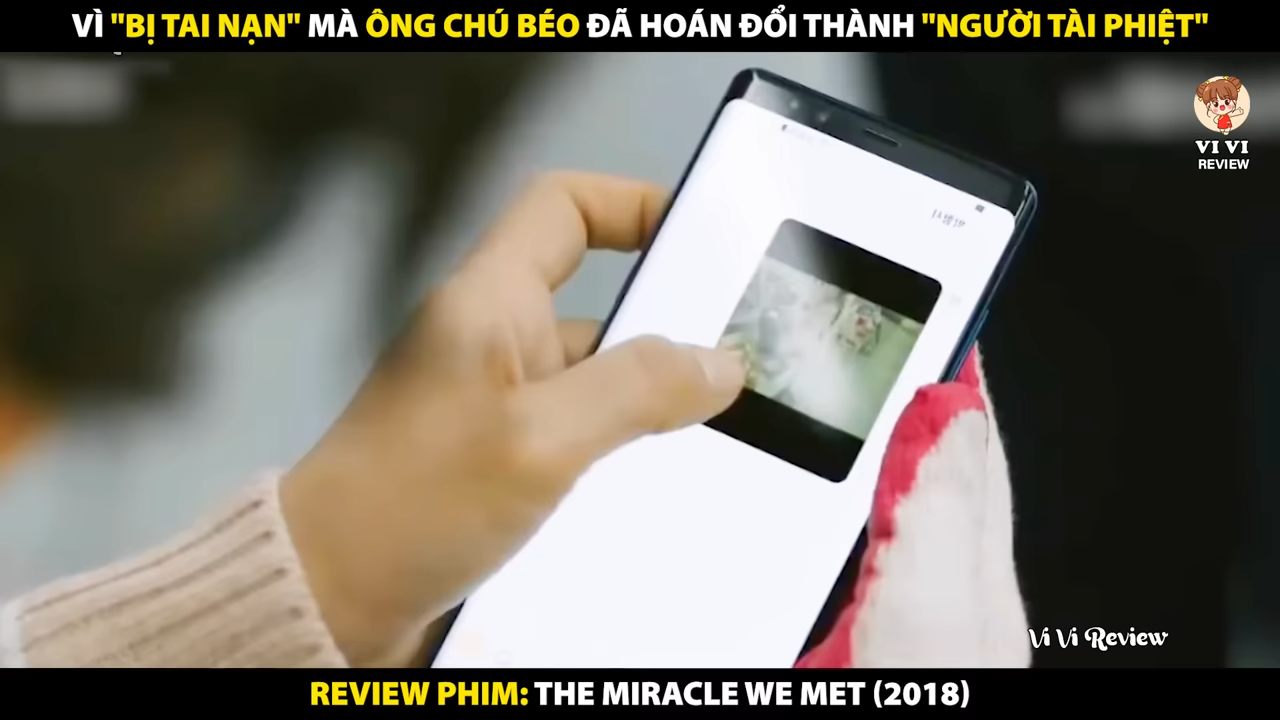 VÌ "BỊ TAI NẠN" MÀ ÔNG CHÚ BÉO ĐÃ HOÁN ĐỔI THÀNH "NGƯỜI TÀI PHIỆT"
VI VI
REVIEW
Vi Vi Review
REVIEW PHIM: THE MIRACLE WE MET (2018)